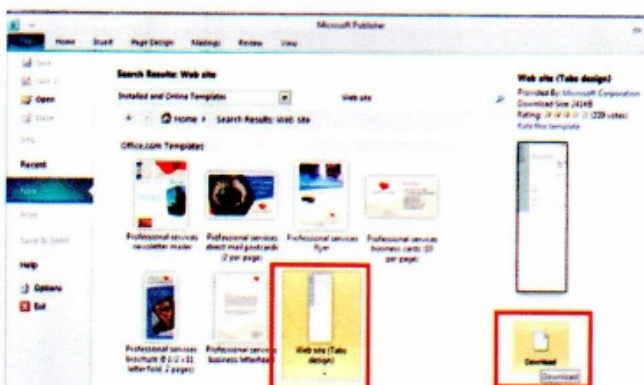 Microsoft Publisher
File Home Insert Page Design Mailings Review View
Save
Save As
Open
Close
Info
Recent
New
Print
Save & Send
Help
Options
Exit
Search Results: Web site
Installed and Online Templates
Web site
Home Search Results: Web site
Office.com Templates
Professional services newsletter mailer
Professional services direct mail postcards (2 per page)
Professional services flyer
Professional services business cards (10 per page)
Professional services brochure (8 1/2 x 11 letter fold, 2 pages)
Professional services business letterhead
Web site (Tabs design)
Web site (Tabs design)
Provided By: Microsoft Corporation
Download Size: 241KB
Rating: votes)
Rate this template
Download
Download